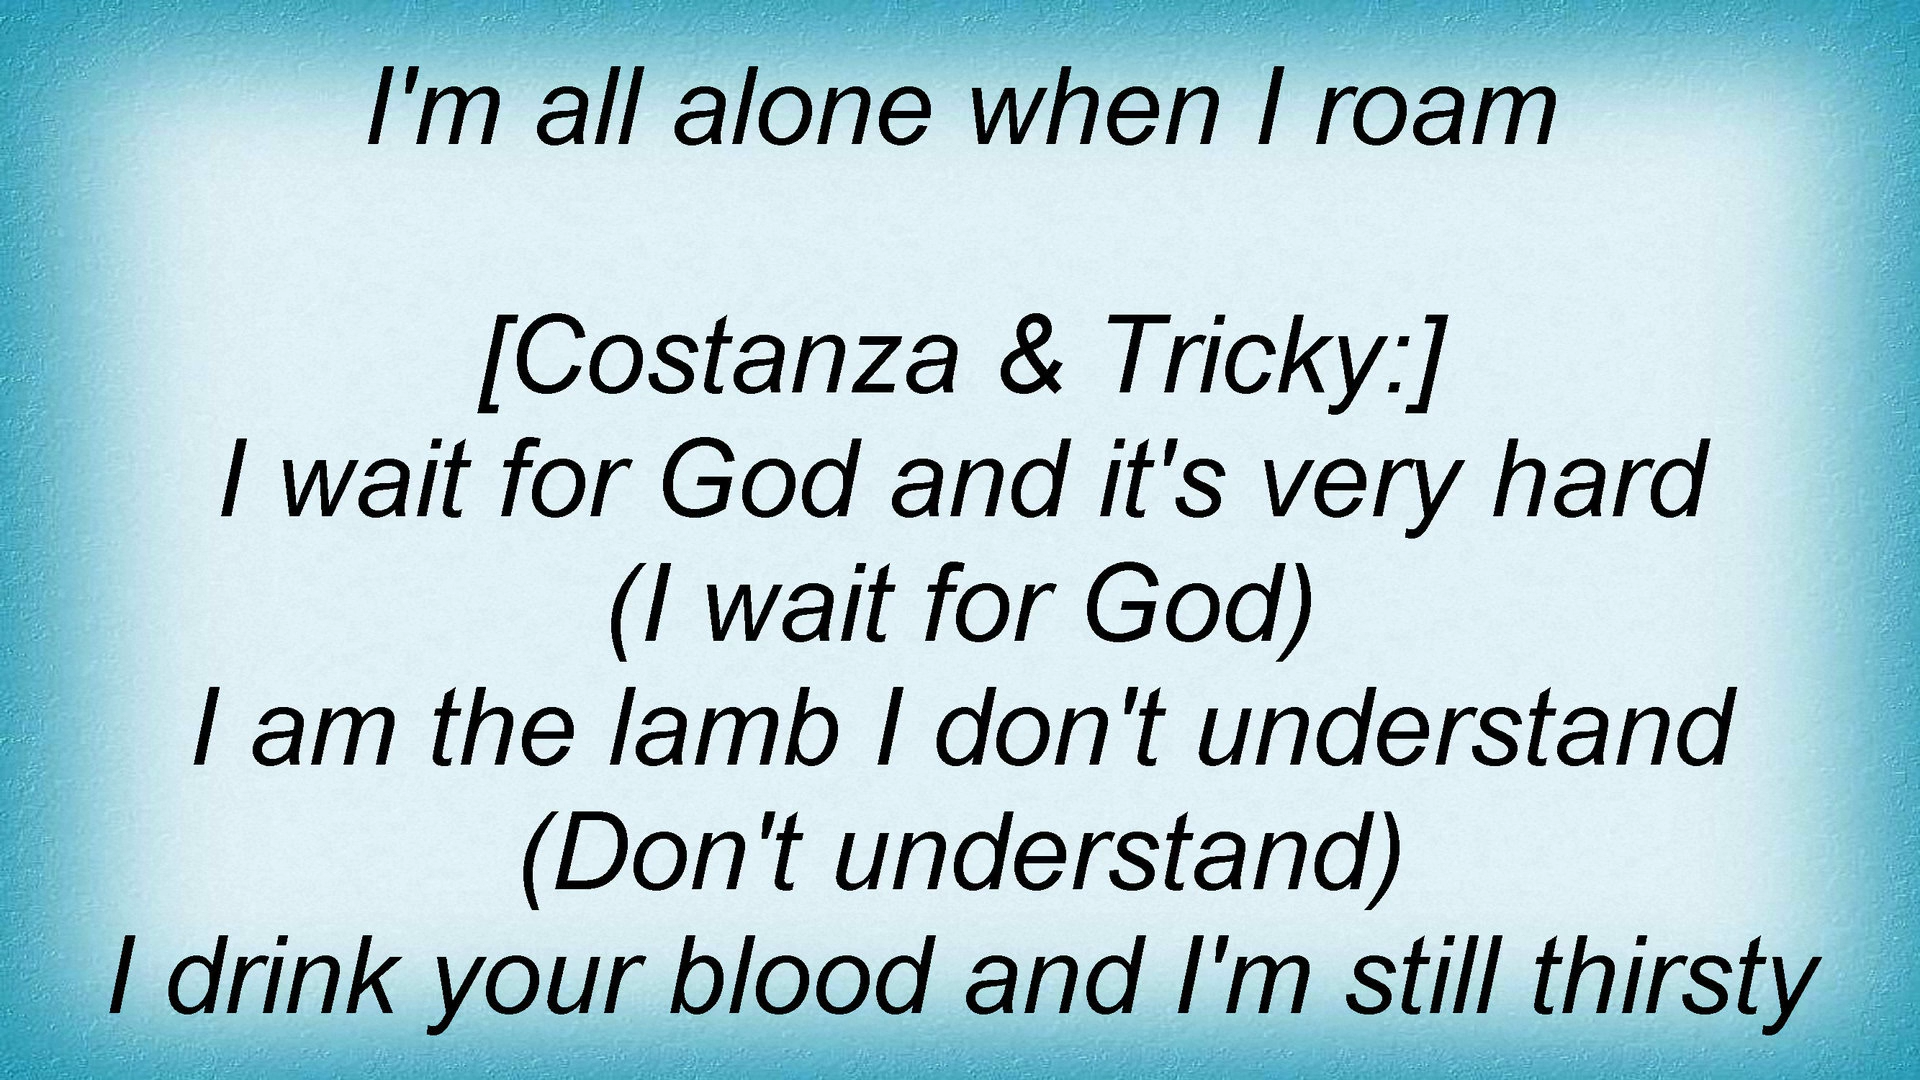 I'm all alone when I roam
[Costanza & Tricky:]
I wait for God and it's very hard
(I wait for God)
I am the lamb I don't understand
(Don't understand)
I drink your blood and I'm still thirsty